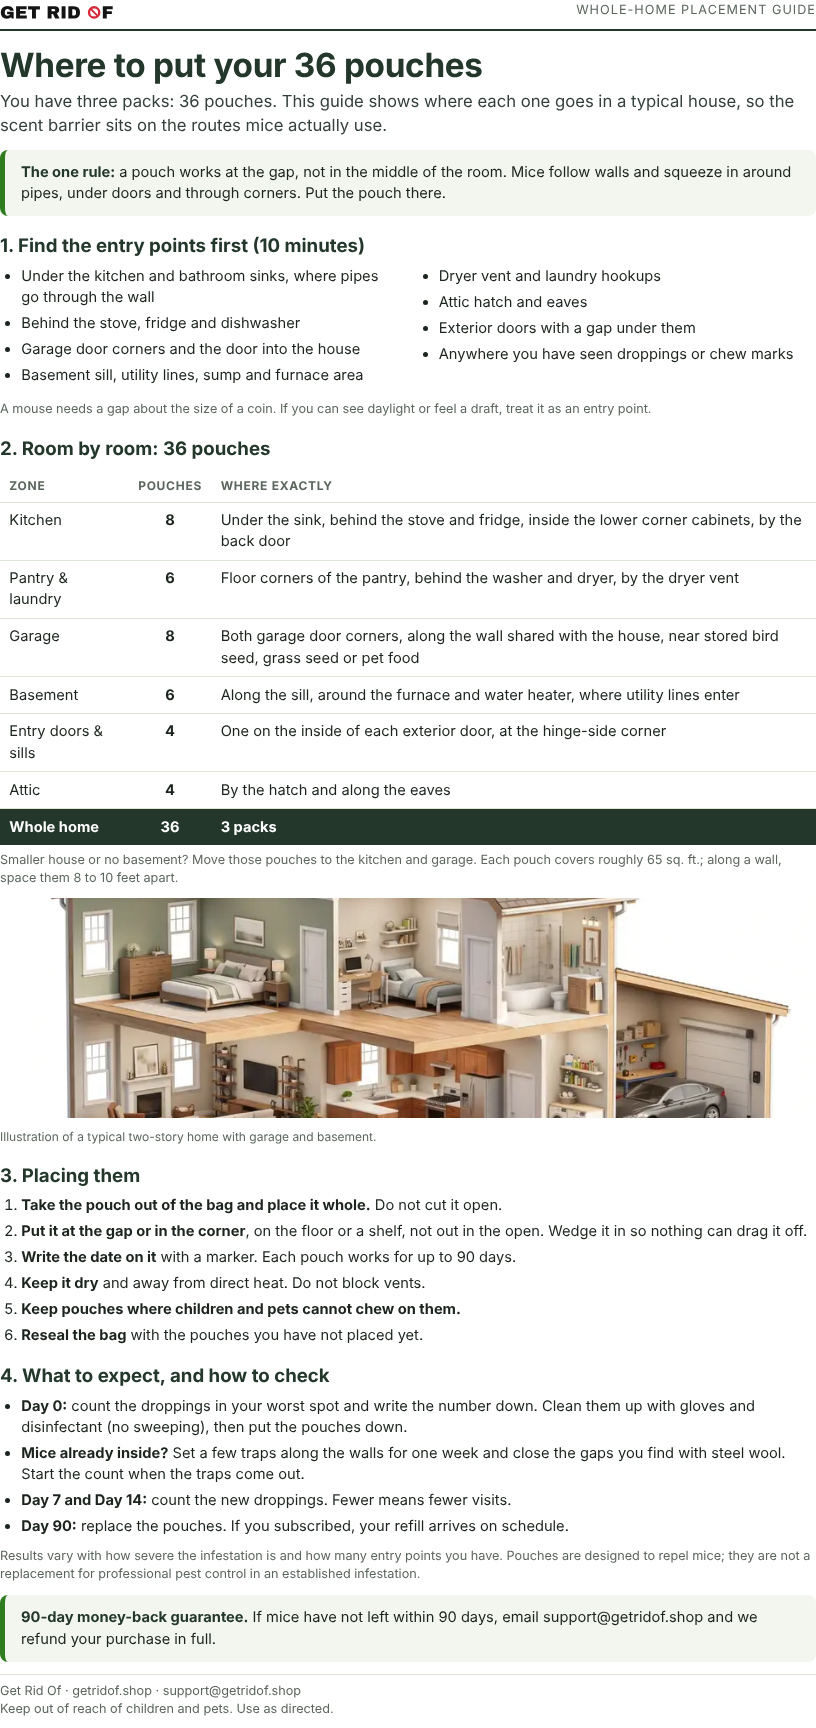 GET RID OF
WHOLE-HOME PLACEMENT GUIDE
Where to put your 36 pouches
You have three packs: 36 pouches. This guide shows where each one goes in a typical house, so the
scent barrier sits on the routes mice actually use.
The one rule: a pouch works at the gap, not in the middle of the room. Mice follow walls and squeeze in around
pipes, under doors and through corners. Put the pouch there.
1. Find the entry points first (10 minutes)
• Under the kitchen and bathroom sinks, where pipes
go through the wall
• Behind the stove, fridge and dishwasher
• Garage door corners and the door into the house
• Basement sill, utility lines, sump and furnace area
• Dryer vent and laundry hookups
• Attic hatch and eaves
• Exterior doors with a gap under them
• Anywhere you have seen droppings or chew marks
A mouse needs a gap about the size of a coin. If you can see daylight or feel a draft, treat it as an entry point.
2. Room by room: 36 pouches
ZONE POUCHES WHERE EXACTLY
Kitchen 8 Under the sink, behind the stove and fridge, inside the lower corner cabinets, by the
back door
Pantry & 6 Floor corners of the pantry, behind the washer and dryer, by the dryer vent
laundry
Garage 8 Both garage door corners, along the wall shared with the house, near stored bird
seed, grass seed or pet food
Basement 6 Along the sill, around the furnace and water heater, where utility lines enter
Entry doors & 4 One on the inside of each exterior door, at the hinge-side corner
sills
Attic 4 By the hatch and along the eaves
Whole home 36 3 packs
Smaller house or no basement? Move those pouches to the kitchen and garage. Each pouch covers roughly 65 sq. ft.; along a wall,
space them 8 to 10 feet apart.
Illustration of a typical two-story home with garage and basement.
3. Placing them
1. Take the pouch out of the bag and place it whole. Do not cut it open.
2. Put it at the gap or in the corner, on the floor or a shelf, not out in the open. Wedge it in so nothing can drag it off.
3. Write the date on it with a marker. Each pouch works for up to 90 days.
4. Keep it dry and away from direct heat. Do not block vents.
5. Keep pouches where children and pets cannot chew on them.
6. Reseal the bag with the pouches you have not placed yet.
4. What to expect, and how to check
• Day 0: count the droppings in your worst spot and write the number down. Clean them up with gloves and
disinfectant (no sweeping), then put the pouches down.
• Mice already inside? Set a few traps along the walls for one week and close the gaps you find with steel wool.
Start the count when the traps come out.
• Day 7 and Day 14: count the new droppings. Fewer means fewer visits.
• Day 90: replace the pouches. If you subscribed, your refill arrives on schedule.
Results vary with how severe the infestation is and how many entry points you have. Pouches are designed to repel mice; they are not a
replacement for professional pest control in an established infestation.
90-day money-back guarantee. If mice have not left within 90 days, email support@getridof.shop and we
refund your purchase in full.
Get Rid Of · getridof.shop · support@getridof.shop
Keep out of reach of children and pets. Use as directed.